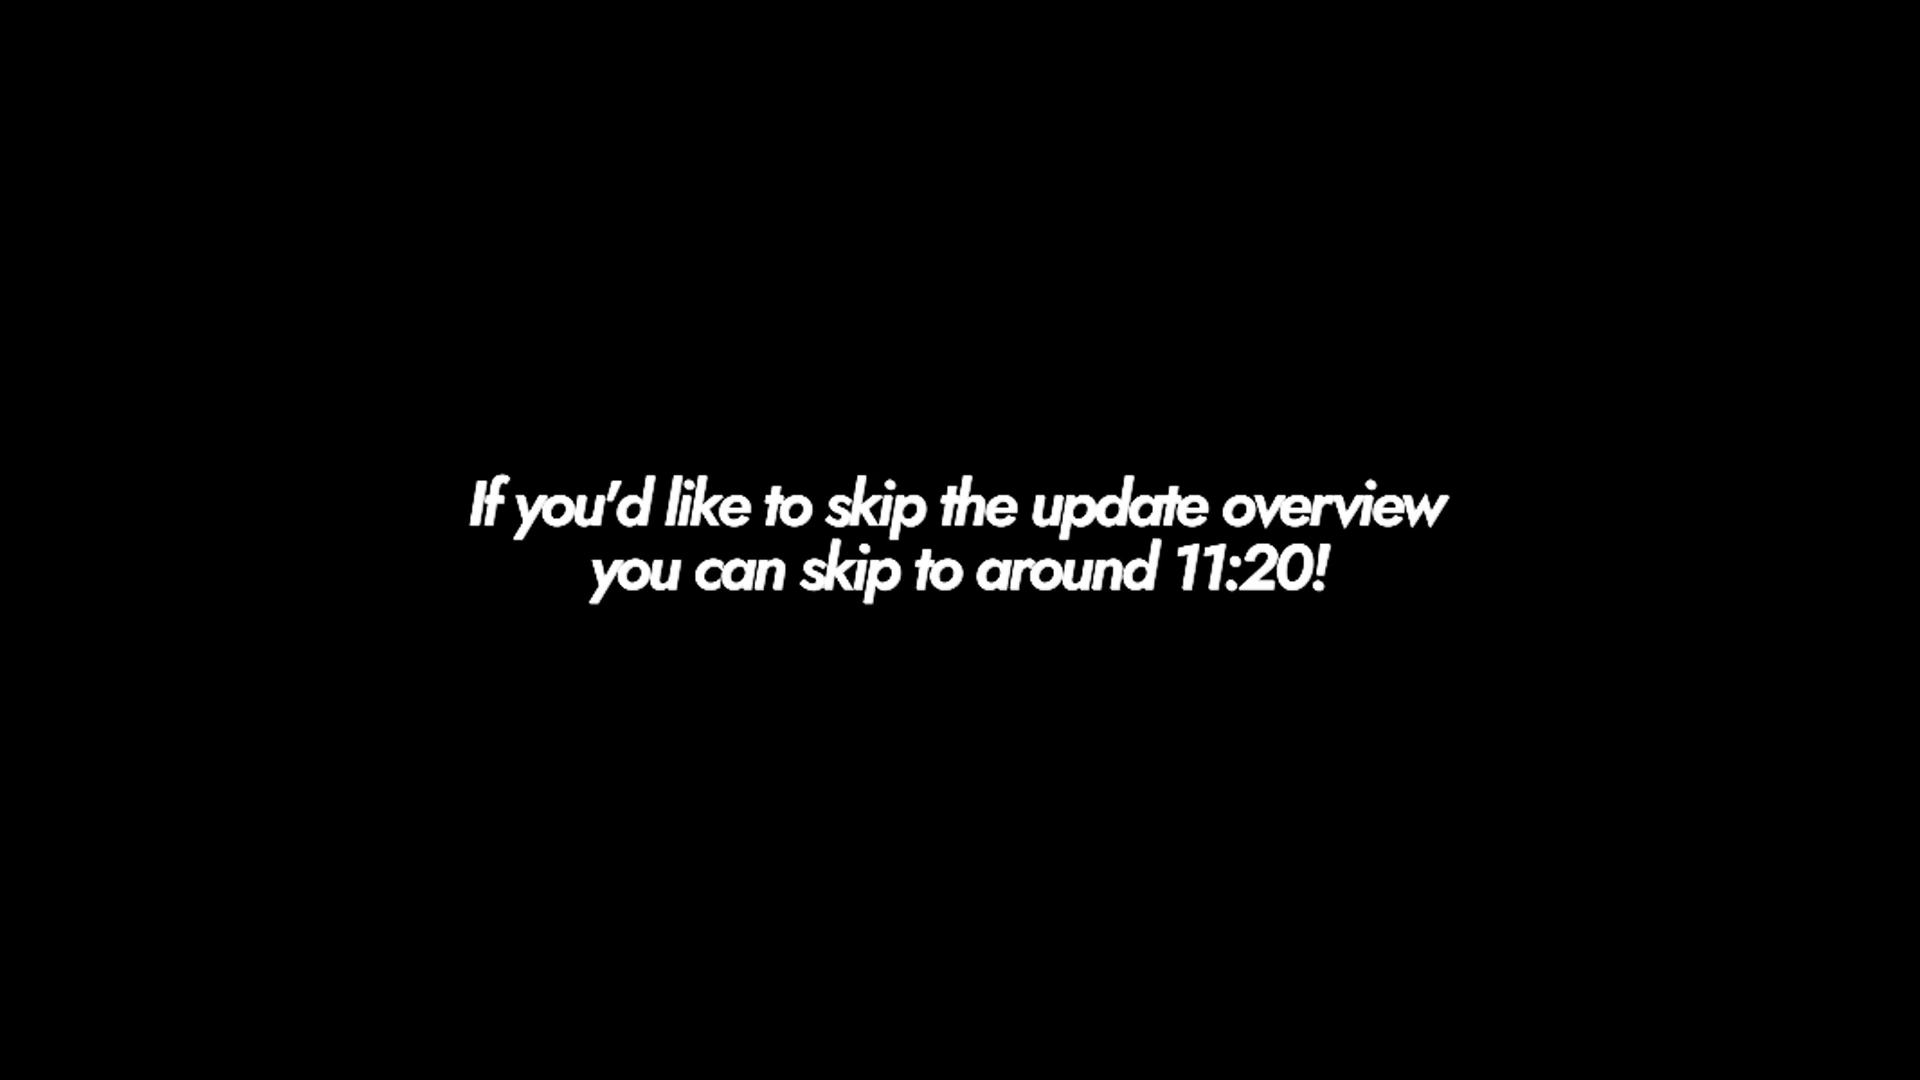 If you'd like to skip the update overview
you can skip to around 11:20!